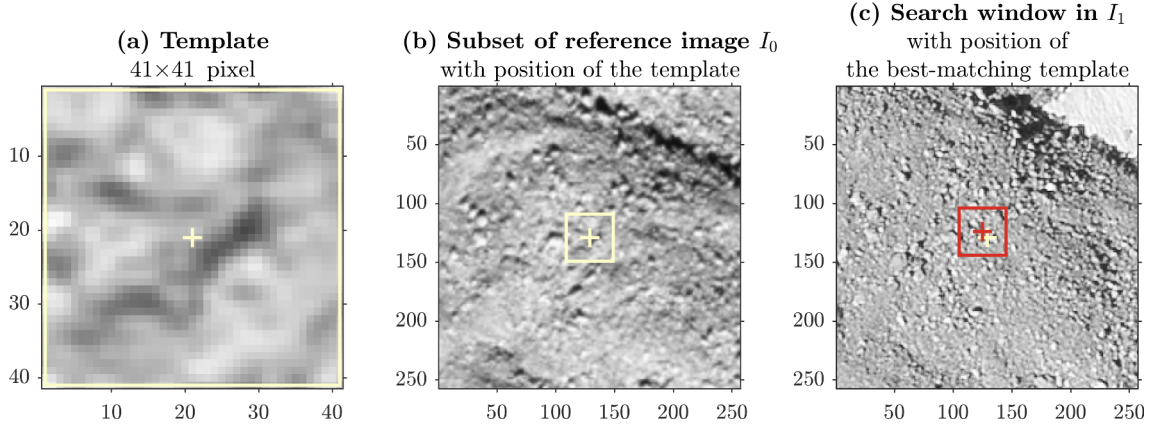 (a) Template
41×41 pixel
10
20
30
40
10 20 30 40
(b) Subset of reference image I0
with position of the template
50
100
150
200
250
50 100 150 200 250
(c) Search window in I1
with position of
the best-matching template
50
100
150
200
250
50 100 150 200 250